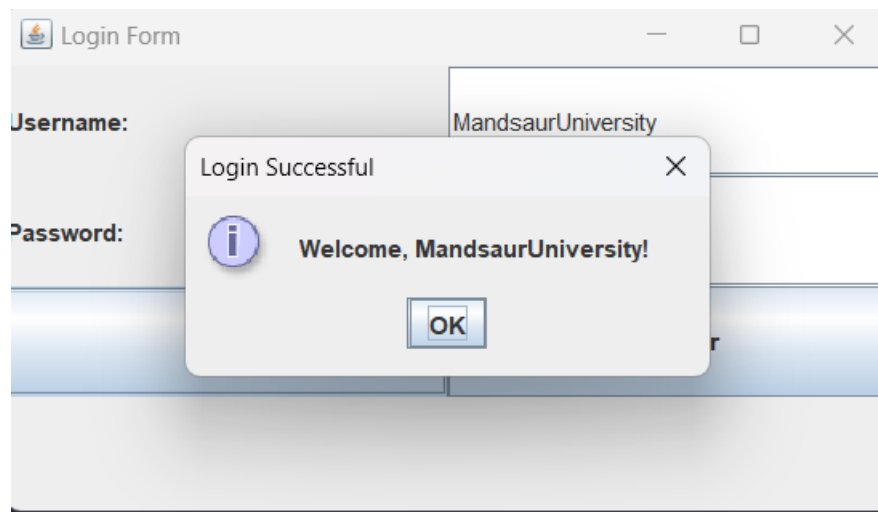 Login Form
Username:
MandsaurUniversity
Login Successful
Password:
Welcome, MandsaurUniversity!
OK